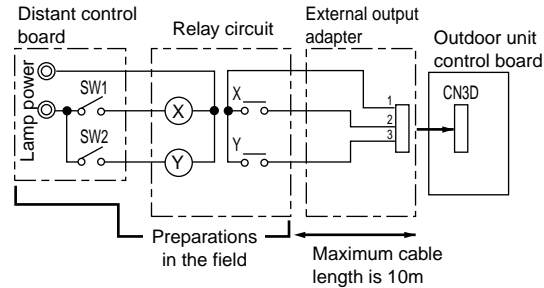 Distant control
board
Relay circuit
External output
adapter
Outdoor unit
control board
Lamp power
SW1
SW2
X
Y
X
Y
1
2
3
CN3D
Preparations
in the field
Maximum cable
length is 10m